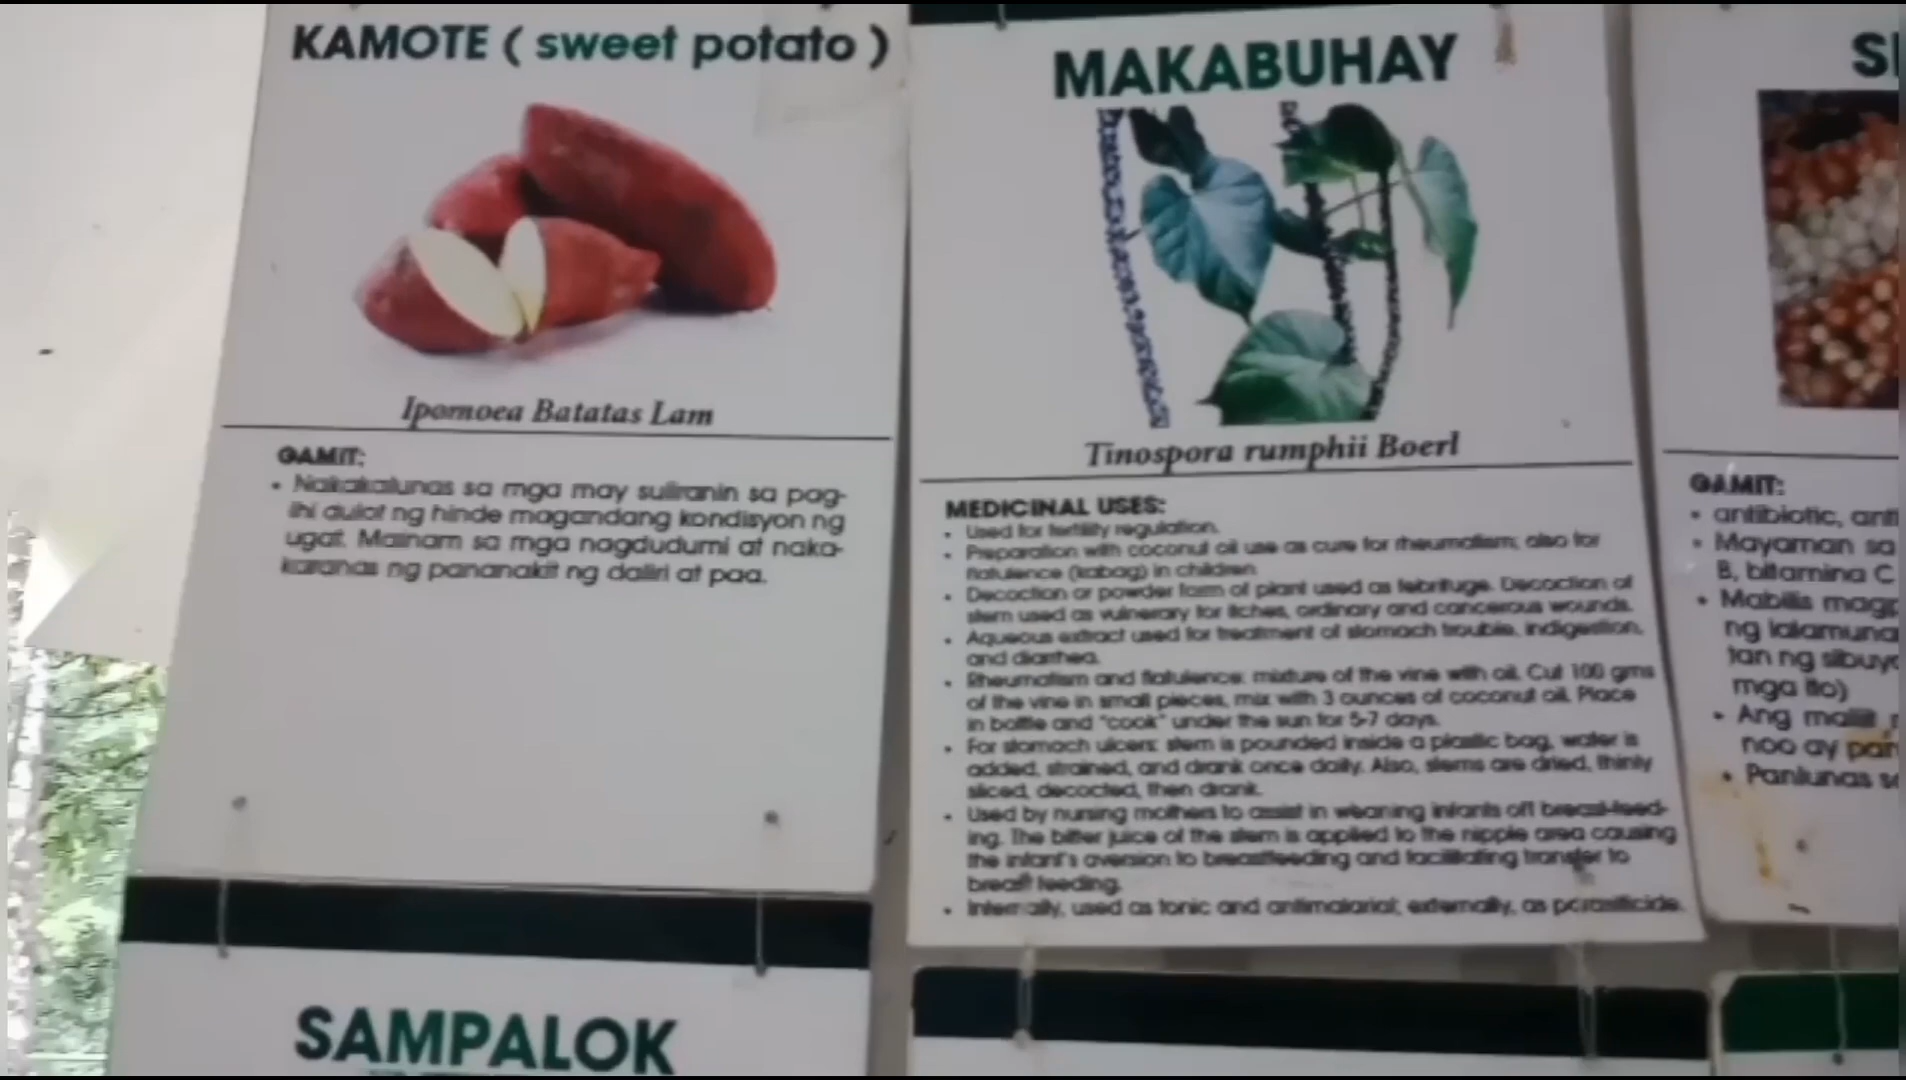 KAMOTE ( sweet potato )
Ipomoea Batatas Lam
GAMIT:
• Nakakalunas sa mga may suliranin sa pag-
ihi dulot ng hinde magandang kondisyon ng
ugat. Mainam sa mga nagdudumi at naka-
karanas ng pananakit ng daliri at paa.
SAMPALOK
MAKABUHAY
Tinospora rumphii Boerl
MEDICINAL USES:
• Used for fertility regulation.
• Preparation with coconut oil use as cure for rheumatism; also for
flatulence (kabag) in children
• Decoction or powder form of plant used as febrifuge. Decoction of
stem used as vulnerary for itches, ordinary and cancerous wounds.
• Aqueous extract used for treatment of stomach trouble, indigestion,
and diarrhea.
• Rheumatism and flatulence: mixture of the vine with oil. Cut 100 gms
of the vine in small pieces, mix with 3 ounces of coconut oil. Place
in bottle and "cook" under the sun for 5-7 days.
• For stomach ulcers: stem is pounded inside a plastic bag, water is
added, strained, and drank once daily. Also, stems are dried, thinly
sliced, decocted, then drank.
• Used by nursing mothers to assist in weaning infants off breast-feed-
ing. The bitter juice of the stem is applied to the nipple area causing
the infant's aversion to breastfeeding and facilitating transfer to
breast feeding.
• Internally, used as tonic and antimalarial; externally, as parasiticide.
GAMIT:
• antibiotic,
• Mayaman sa
B, bitamina C
• Mabilis
ng
tan ng
mga ito)
• Ang maliit
noo ay
• Panlunas